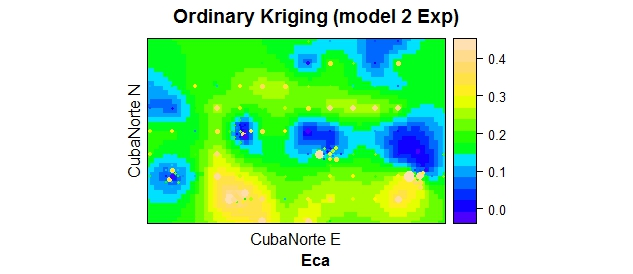 Ordinary Kriging (model 2 Exp)
CubaNorte N
0.4
0.3
0.2
0.1
0.0
CubaNorte E
Eca